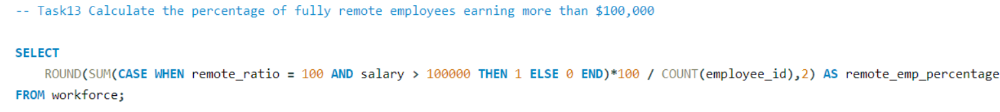 -- Task13 Calculate the percentage of fully remote employees earning more than $100,000
SELECT
ROUND(SUM(CASE WHEN remote_ratio = 100 AND salary > 100000 THEN 1 ELSE 0 END)*100 / COUNT(employee_id),2) AS remote_emp_percentage
FROM workforce;